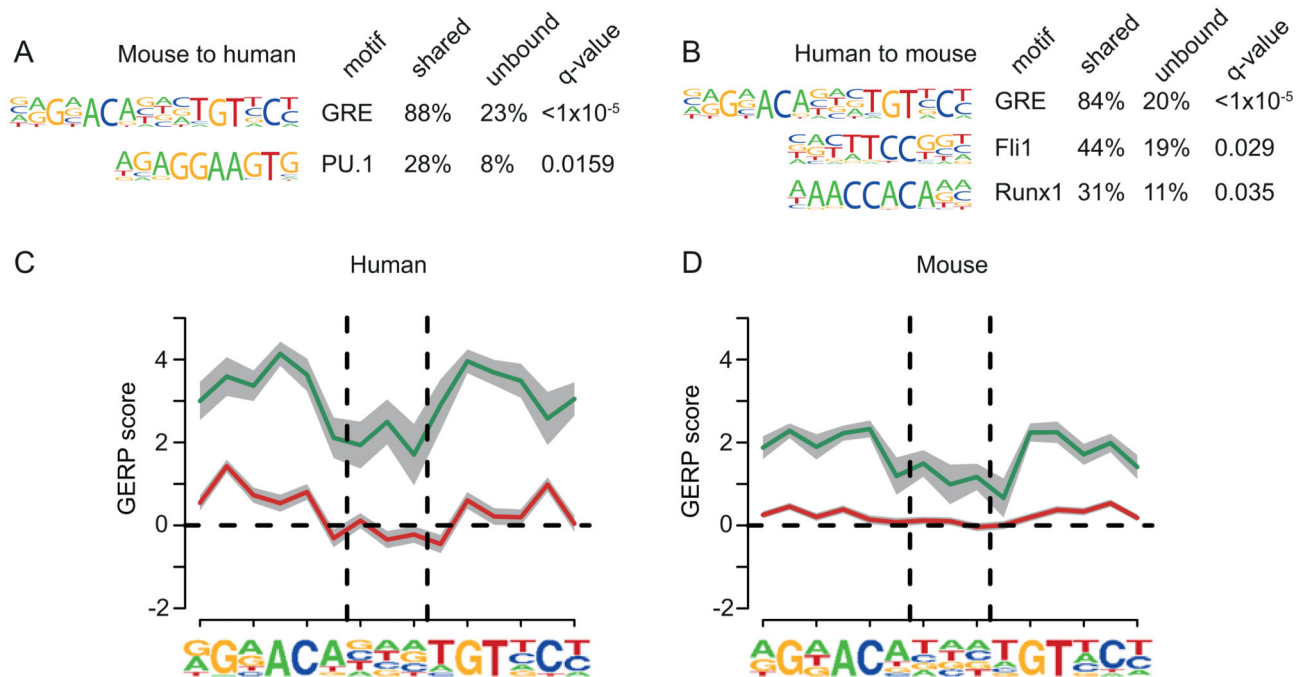 A
Mouse to human
motif
shared
unbound
q-value
GRE 88% 23% <1x10⁻⁵
PU.1 28% 8% 0.0159
B
Human to mouse
motif
shared
unbound
q-value
GRE 84% 20% <1x10⁻⁵
Fli1 44% 19% 0.029
Runx1 31% 11% 0.035
C
Human
GERP score
4
2
0
-2
D
Mouse
GERP score
4
2
0
-2